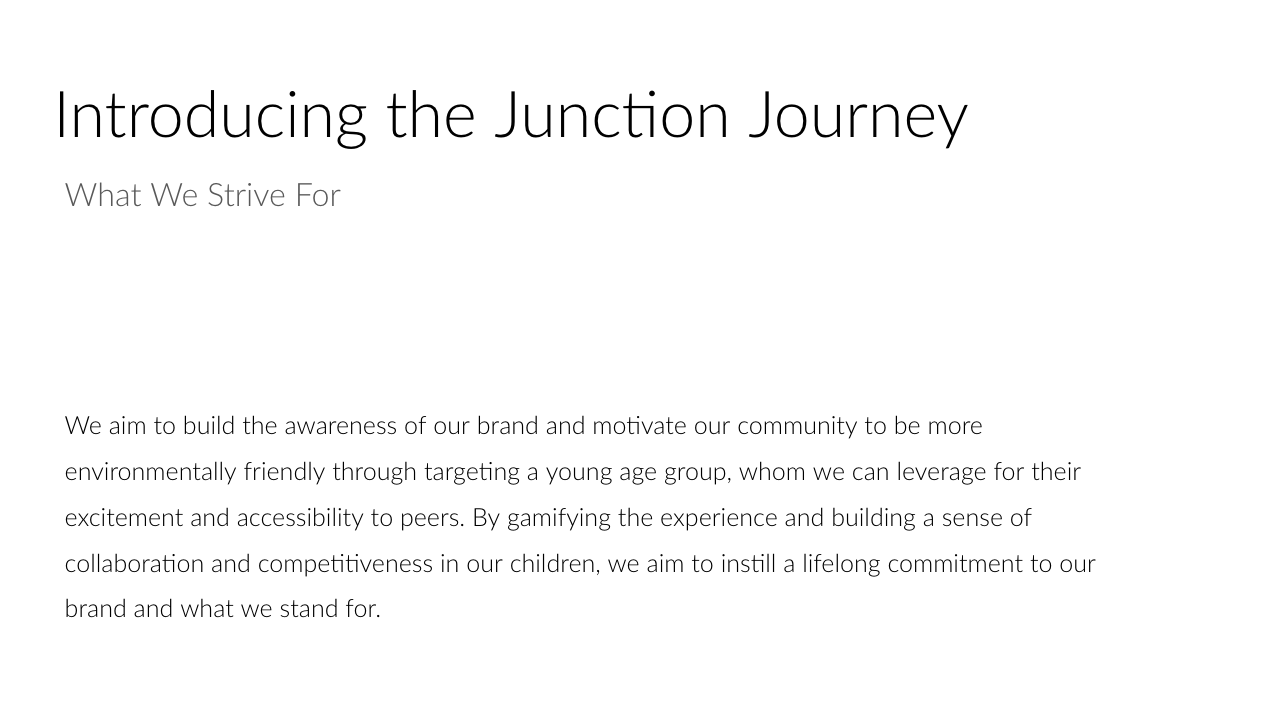 Introducing the Junction Journey
What We Strive For
We aim to build the awareness of our brand and motivate our community to be more
environmentally friendly through targeting a young age group, whom we can leverage for their
excitement and accessibility to peers. By gamifying the experience and building a sense of
collaboration and competitiveness in our children, we aim to instill a lifelong commitment to our
brand and what we stand for.